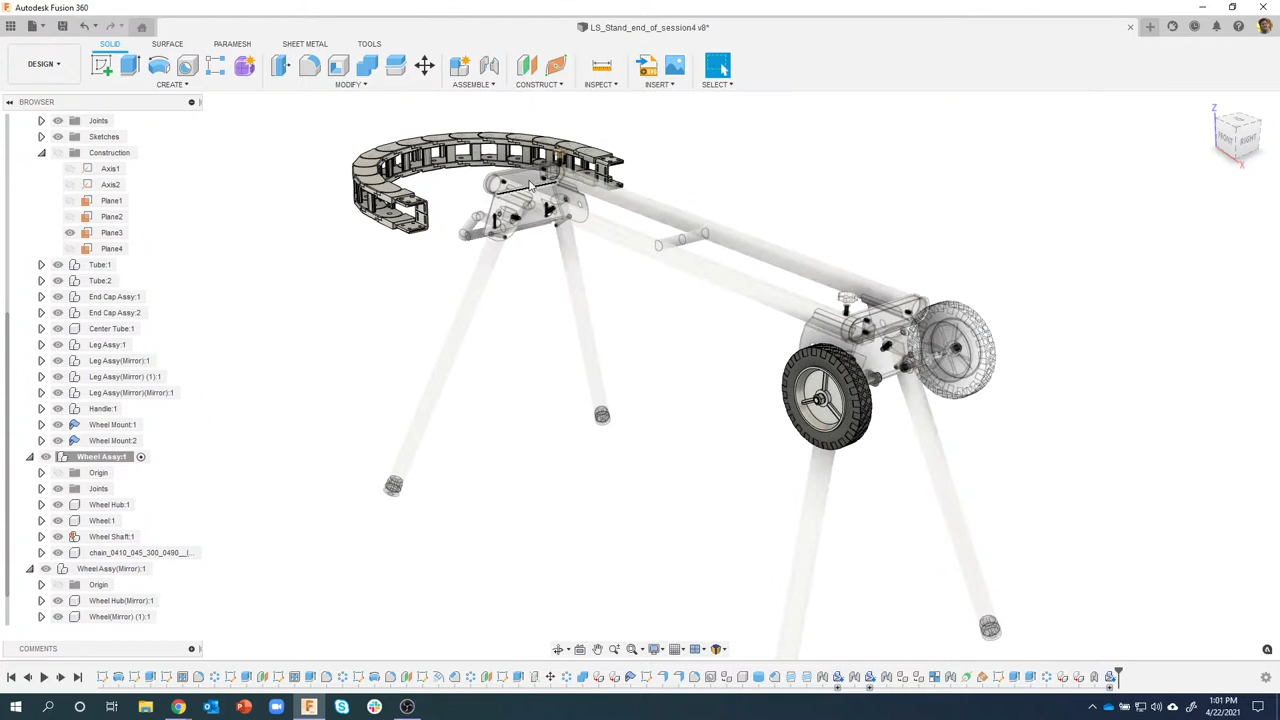 Autodesk Fusion 360
LS_Stand_end_of_session4 v8*
SOLID SURFACE PARAMESH SHEET METAL TOOLS
DESIGN
CREATE MODIFY ASSEMBLE CONSTRUCT INSPECT INSERT SELECT
BROWSER
Joints
Sketches
Construction
Axis1
Axis2
Plane1
Plane2
Plane3
Plane4
Tube:1
Tube:2
End Cap Assy:1
End Cap Assy:2
Center Tube:1
Leg Assy:1
Leg Assy(Mirror):1
Leg Assy(Mirror) (1):1
Leg Assy(Mirror)(Mirror):1
Handle:1
Wheel Mount:1
Wheel Mount:2
Wheel Assy:1
Origin
Joints
Wheel Hub:1
Wheel:1
Wheel Shaft:1
chain_0410_045_300_0490__(...
Wheel Assy(Mirror):1
Origin
Wheel Hub(Mirror):1
Wheel(Mirror) (1):1
COMMENTS
Z
FRONT RIGHT
X
1:01 PM
4/22/2021